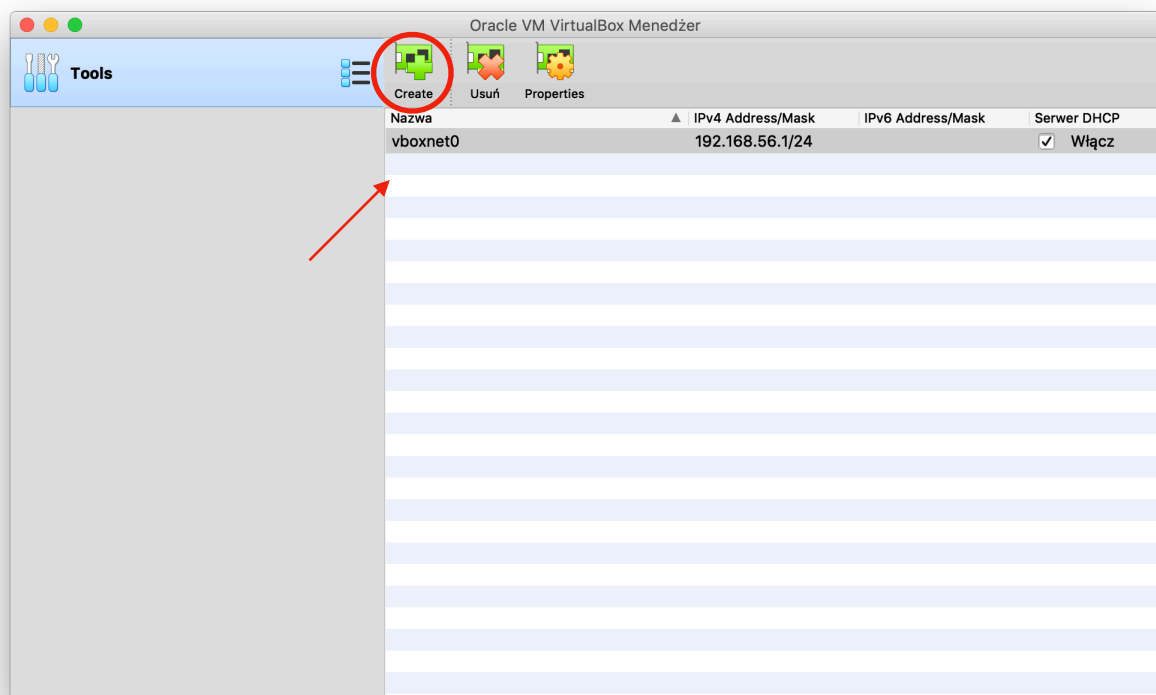 Oracle VM VirtualBox Menedżer
Tools
Create Usuń Properties
Nazwa IPv4 Address/Mask IPv6 Address/Mask Serwer DHCP
vboxnet0 192.168.56.1/24 Włącz